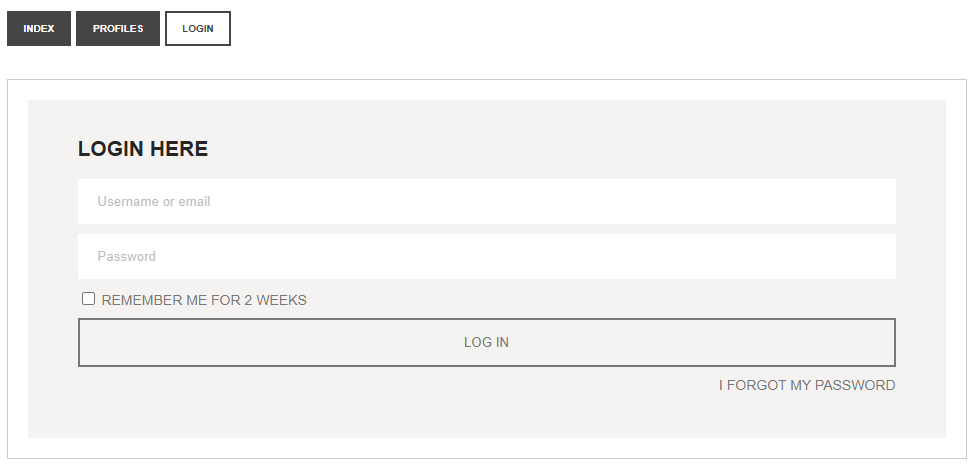 INDEX PROFILES LOGIN
LOGIN HERE
Username or email
Password
REMEMBER ME FOR 2 WEEKS
LOG IN
I FORGOT MY PASSWORD